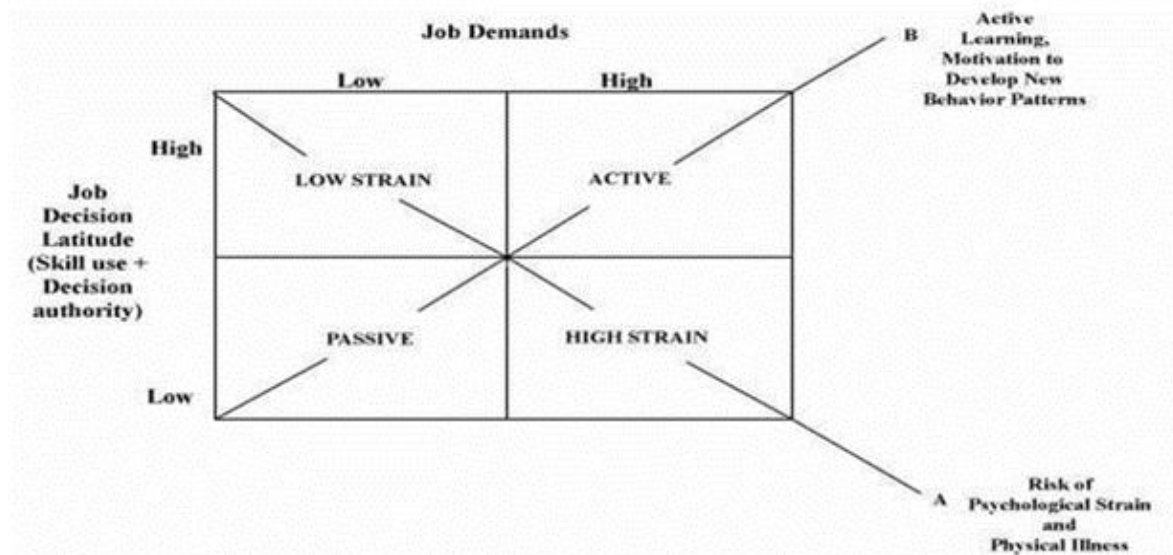 Job Demands
Low
High
B
Active
Learning,
Motivation to
Develop New
Behavior Patterns
High
Job
Decision
Latitude
(Skill use +
Decision
authority)
Low
LOW STRAIN
ACTIVE
PASSIVE
HIGH STRAIN
A
Risk of
Psychological Strain
and
Physical Illness